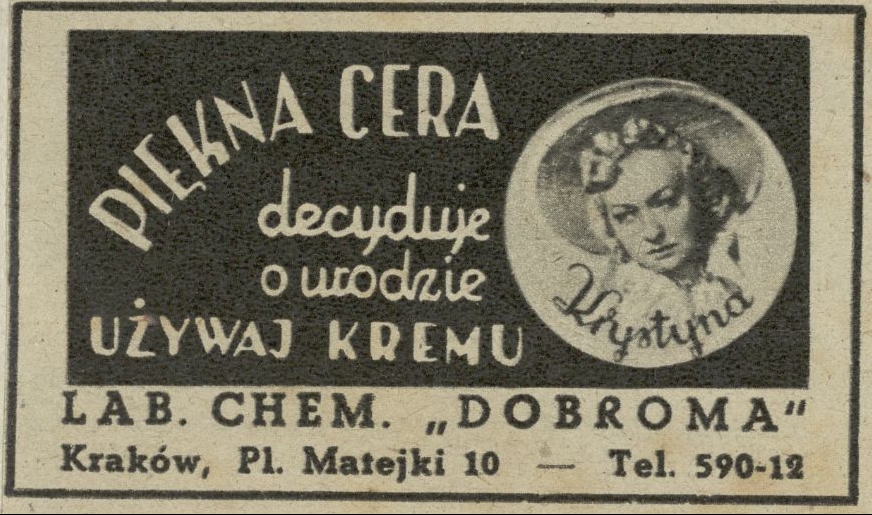 PIĘKNA CERA
decyduje
o urodzie
UŻYWAJ KREMU
Krystyna
LAB. CHEM. „DOBROMA"
Kraków, Pl. Matejki 10 — Tel. 590-12